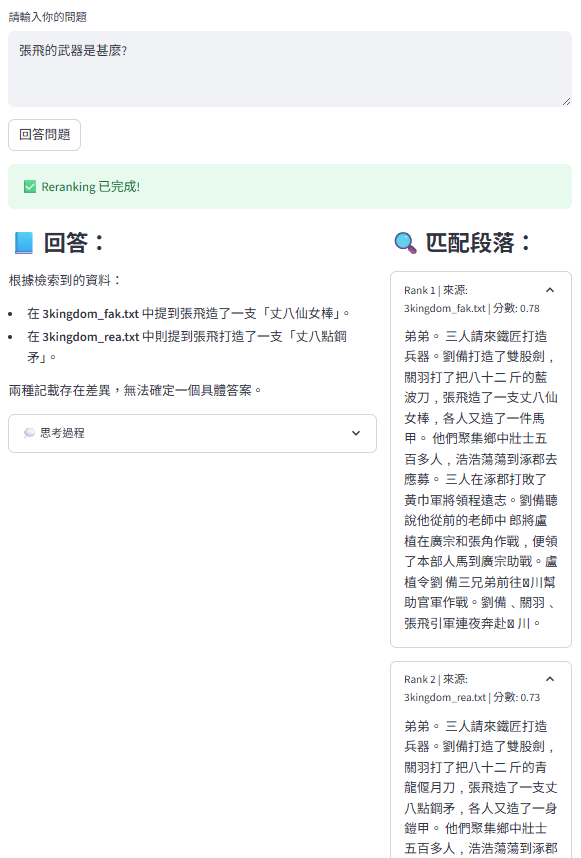 請輸入你的問題
張飛的武器是甚麼?
回答問題
✅ Reranking 已完成!
📘 回答：
根據檢索到的資料：
• 在 3kingdom_fak.txt 中提到張飛造了一支「丈八仙女棒」。
• 在 3kingdom_rea.txt 中則提到張飛打造了一支「丈八點鋼
矛」。
兩種記載存在差異，無法確定一個具體答案。
💭 思考過程
🔍 匹配段落：
Rank 1 | 來源:
3kingdom_fak.txt | 分數: 0.78
弟弟。 三人請來鐵匠打造
兵器。劉備打造了雙股劍，
關羽打了把八十二 斤的藍
波刀，張飛造了一支丈八仙
女棒，各人又造了一件馬
甲。 他們聚集鄉中壯士五
百多人，浩浩蕩蕩到涿郡去
應募。 三人在涿郡打敗了
黃巾軍將領程遠志。劉備聽
說他從前的老師中 郎將盧
植在廣宗和張角作戰，便領
了本部人馬到廣宗助戰。盧
植令劉 備三兄弟前往川幫
助官軍作戰。劉備、關羽、
張飛引軍連夜奔赴 川。
Rank 2 | 來源:
3kingdom_rea.txt | 分數: 0.73
弟弟。 三人請來鐵匠打造
兵器。劉備打造了雙股劍，
關羽打了把八十二 斤的青
龍偃月刀，張飛造了一支丈
八點鋼矛，各人又造了一身
鎧甲。 他們聚集鄉中壯士
五百多人，浩浩蕩蕩到涿郡